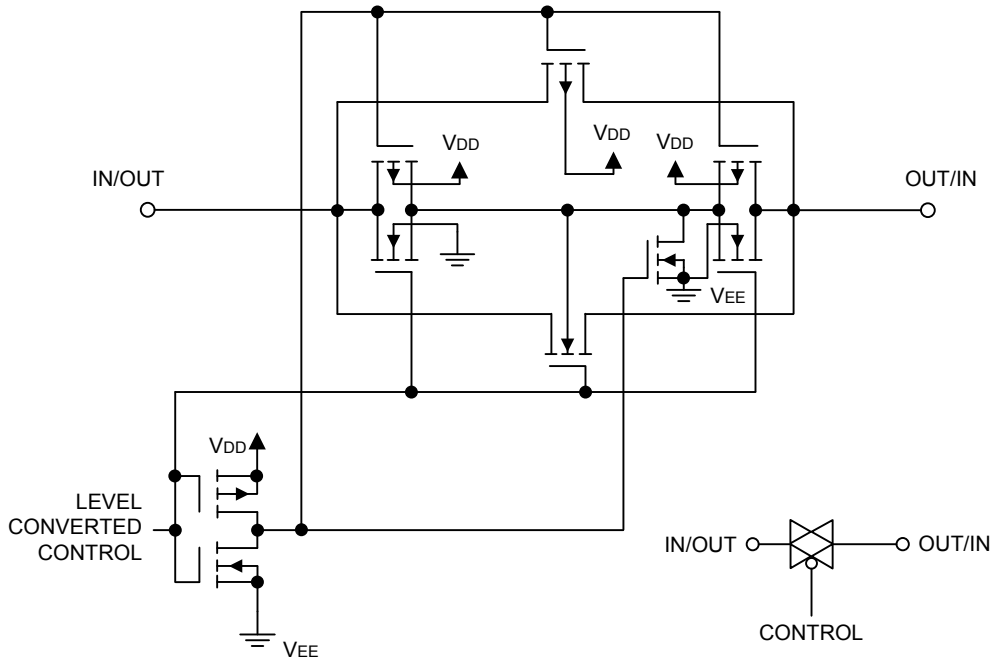 VDD
VDD
VDD
IN/OUT
OUT/IN
VEE
VDD
LEVEL
CONVERTED
CONTROL
IN/OUT
OUT/IN
CONTROL
VEE